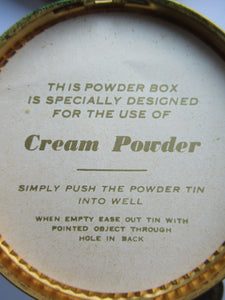 THIS POWDER BOX
IS SPECIALLY DESIGNED
FOR THE USE OF
Cream Powder
SIMPLY PUSH THE POWDER TIN
INTO WELL
WHEN EMPTY EASE OUT TIN WITH
POINTED OBJECT THROUGH
HOLE IN BACK